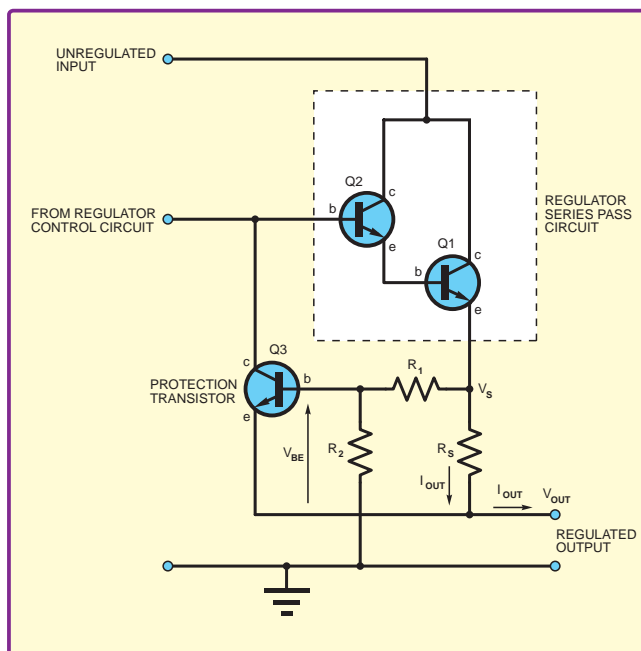 UNREGULATED
INPUT
Q2
c
b
e
FROM REGULATOR
CONTROL CIRCUIT
REGULATOR
SERIES PASS
CIRCUIT
Q1
c
b
e
Q3
c
b
e
PROTECTION
TRANSISTOR
R1
VS
VBE
R2
RS
IOUT
IOUT
VOUT
REGULATED
OUTPUT